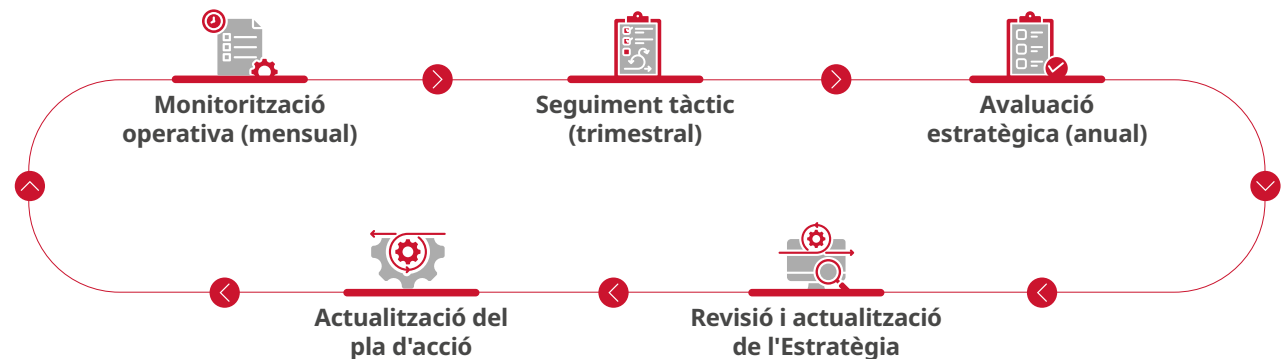 Monitorització
operativa (mensual)
Seguiment tàctic
(trimestral)
Avaluació
estratègica (anual)
Actualització del
pla d'acció
Revisió i actualització
de l'Estratègia